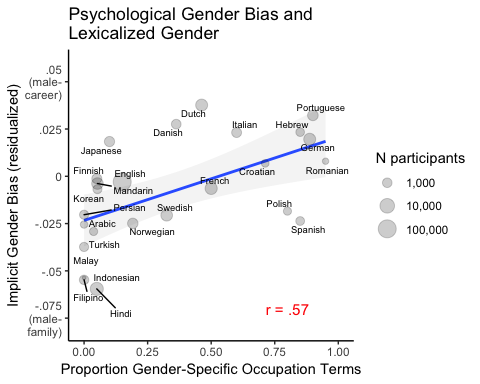 Psychological Gender Bias and
Lexicalized Gender
Implicit Gender Bias (residualized)
.05
(male-
career)
.025
0
-.025
-.05
-.075
(male-
family)
Portuguese
Dutch
Danish
Italian
Hebrew
German
Japanese
Romanian
Croatian
Finnish
English
French
Mandarin
Korean
Persian
Swedish
Polish
Arabic
Norwegian
Spanish
Turkish
Malay
Indonesian
Filipino
Hindi
r = .57
0.00
0.25
0.50
0.75
1.00
Proportion Gender-Specific Occupation Terms
N participants
1,000
10,000
100,000